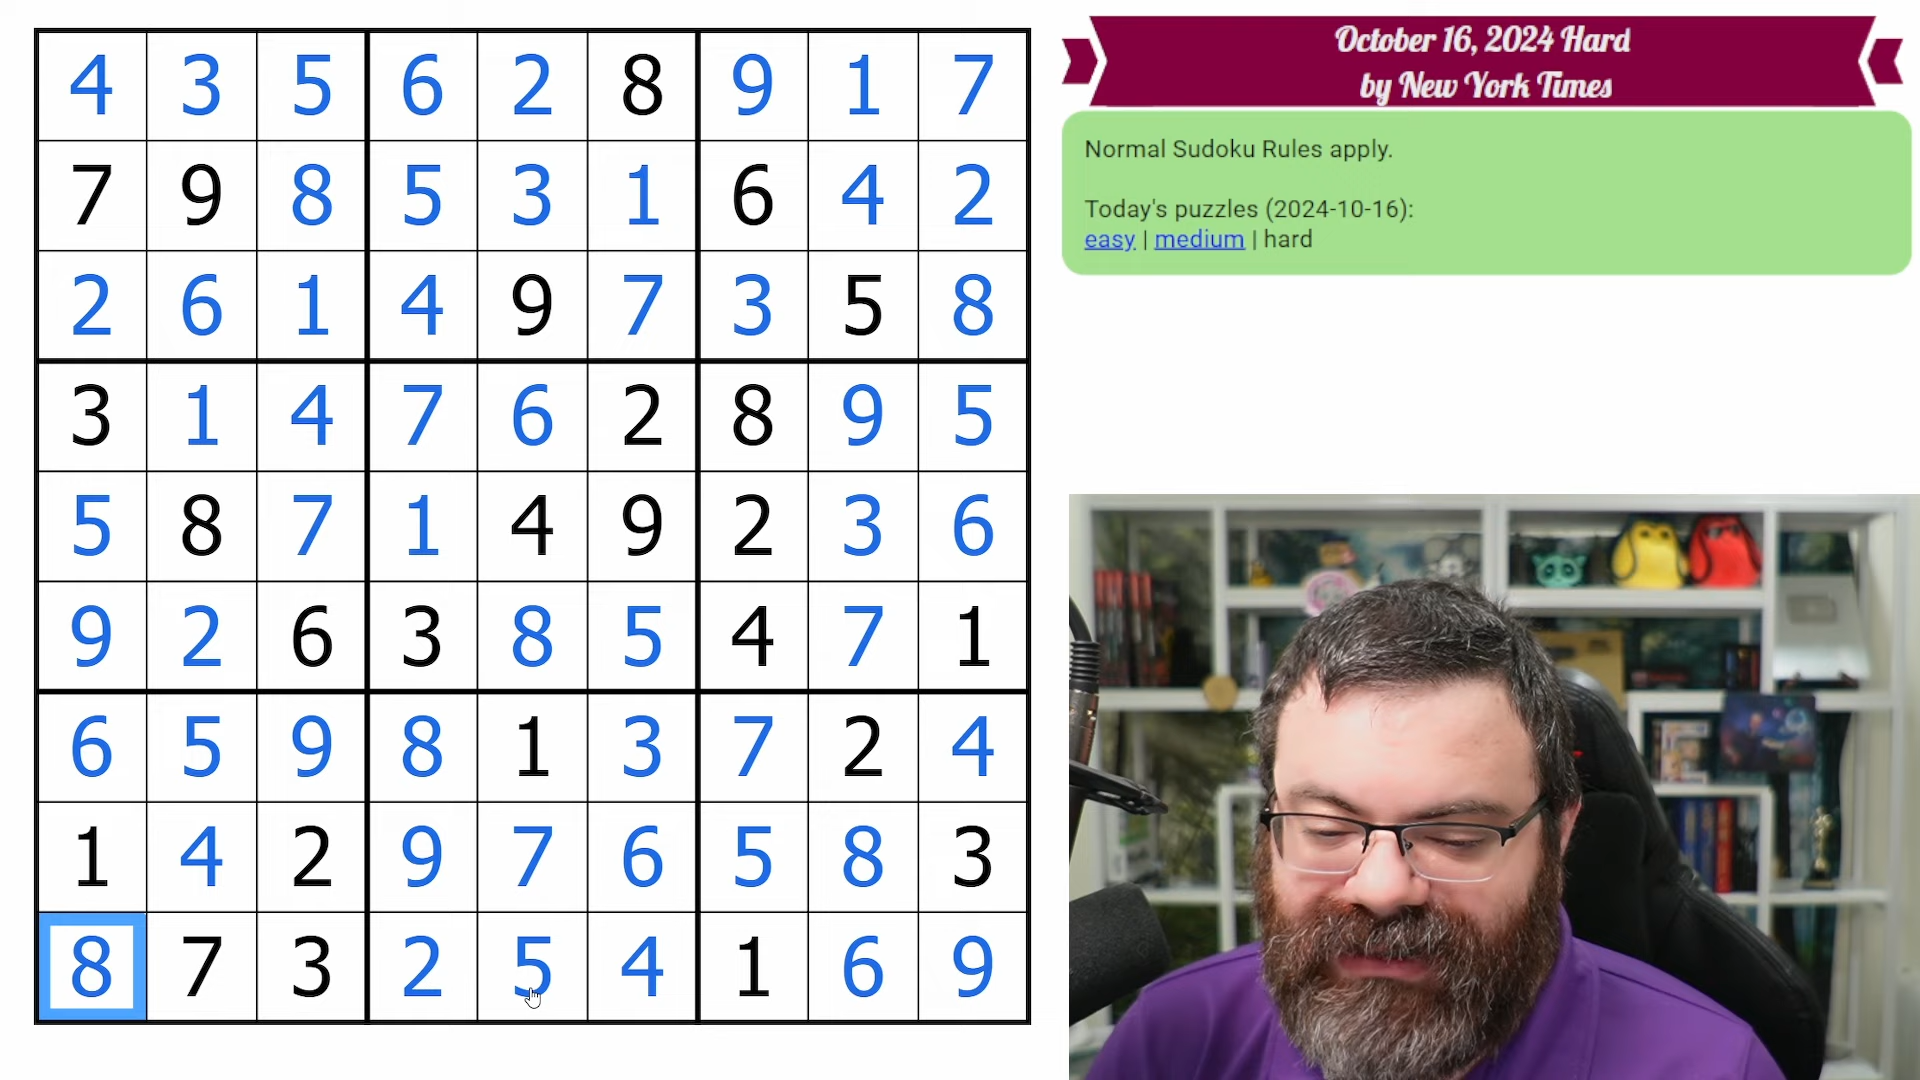 4 3 5 6 2 8 9 1 7
7 9 8 5 3 1 6 4 2
2 6 1 4 9 7 3 5 8
3 1 4 7 6 2 8 9 5
5 8 7 1 4 9 2 3 6
9 2 6 3 8 5 4 7 1
6 5 9 8 1 3 7 2 4
1 4 2 9 7 6 5 8 3
8 7 3 2 5 4 1 6 9
October 16, 2024 Hard
by New York Times
Normal Sudoku Rules apply.
Today's puzzles (2024-10-16):
easy | medium | hard